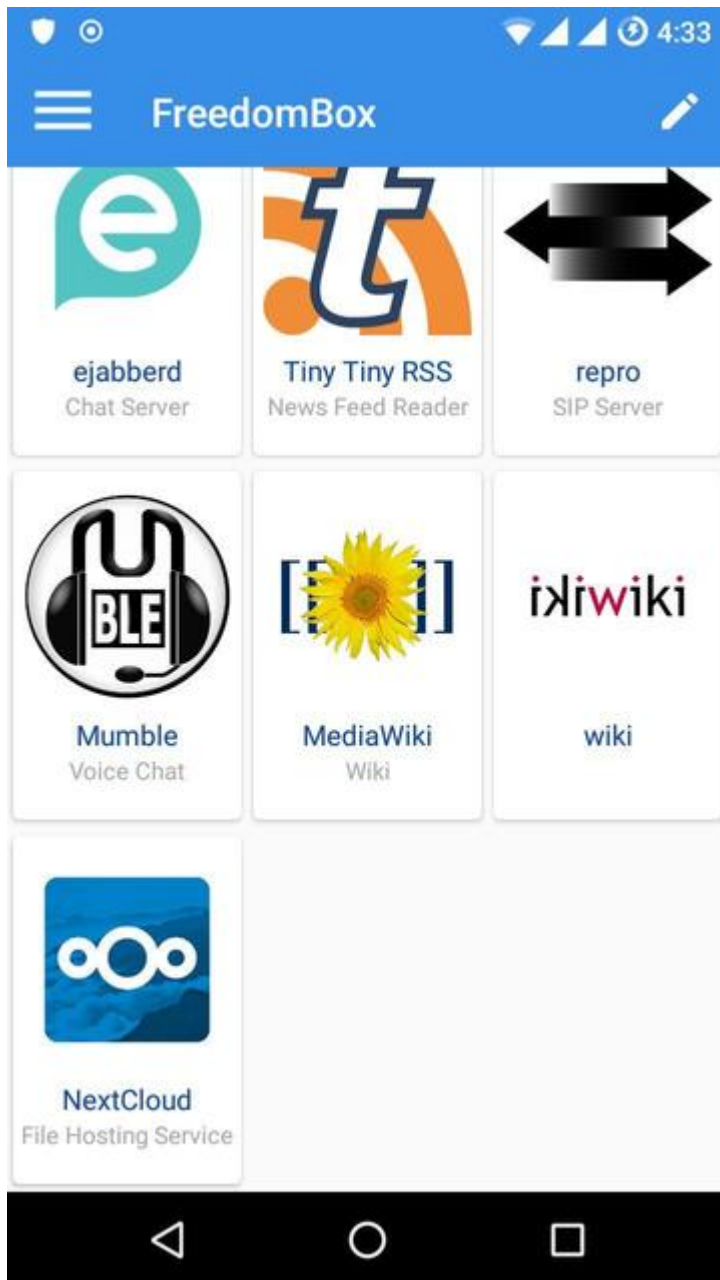 4:33
FreedomBox
ejabberd
Chat Server
Tiny Tiny RSS
News Feed Reader
repro
SIP Server
BLE
ikiwiki
Mumble
Voice Chat
MediaWiki
Wiki
wiki
NextCloud
File Hosting Service